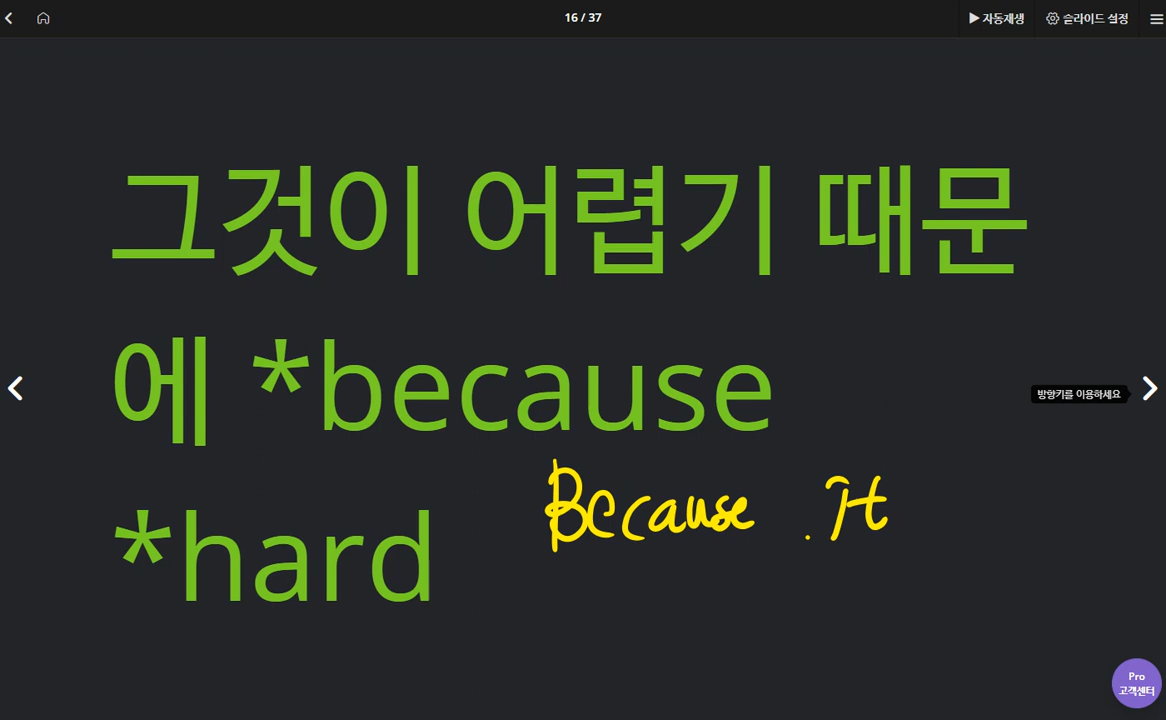 16 / 37
자동재생
슬라이드 설정
그것이 어렵기 때문
에 *because
방향키를 이용하세요
*hard
Because . It
Pro
고객센터